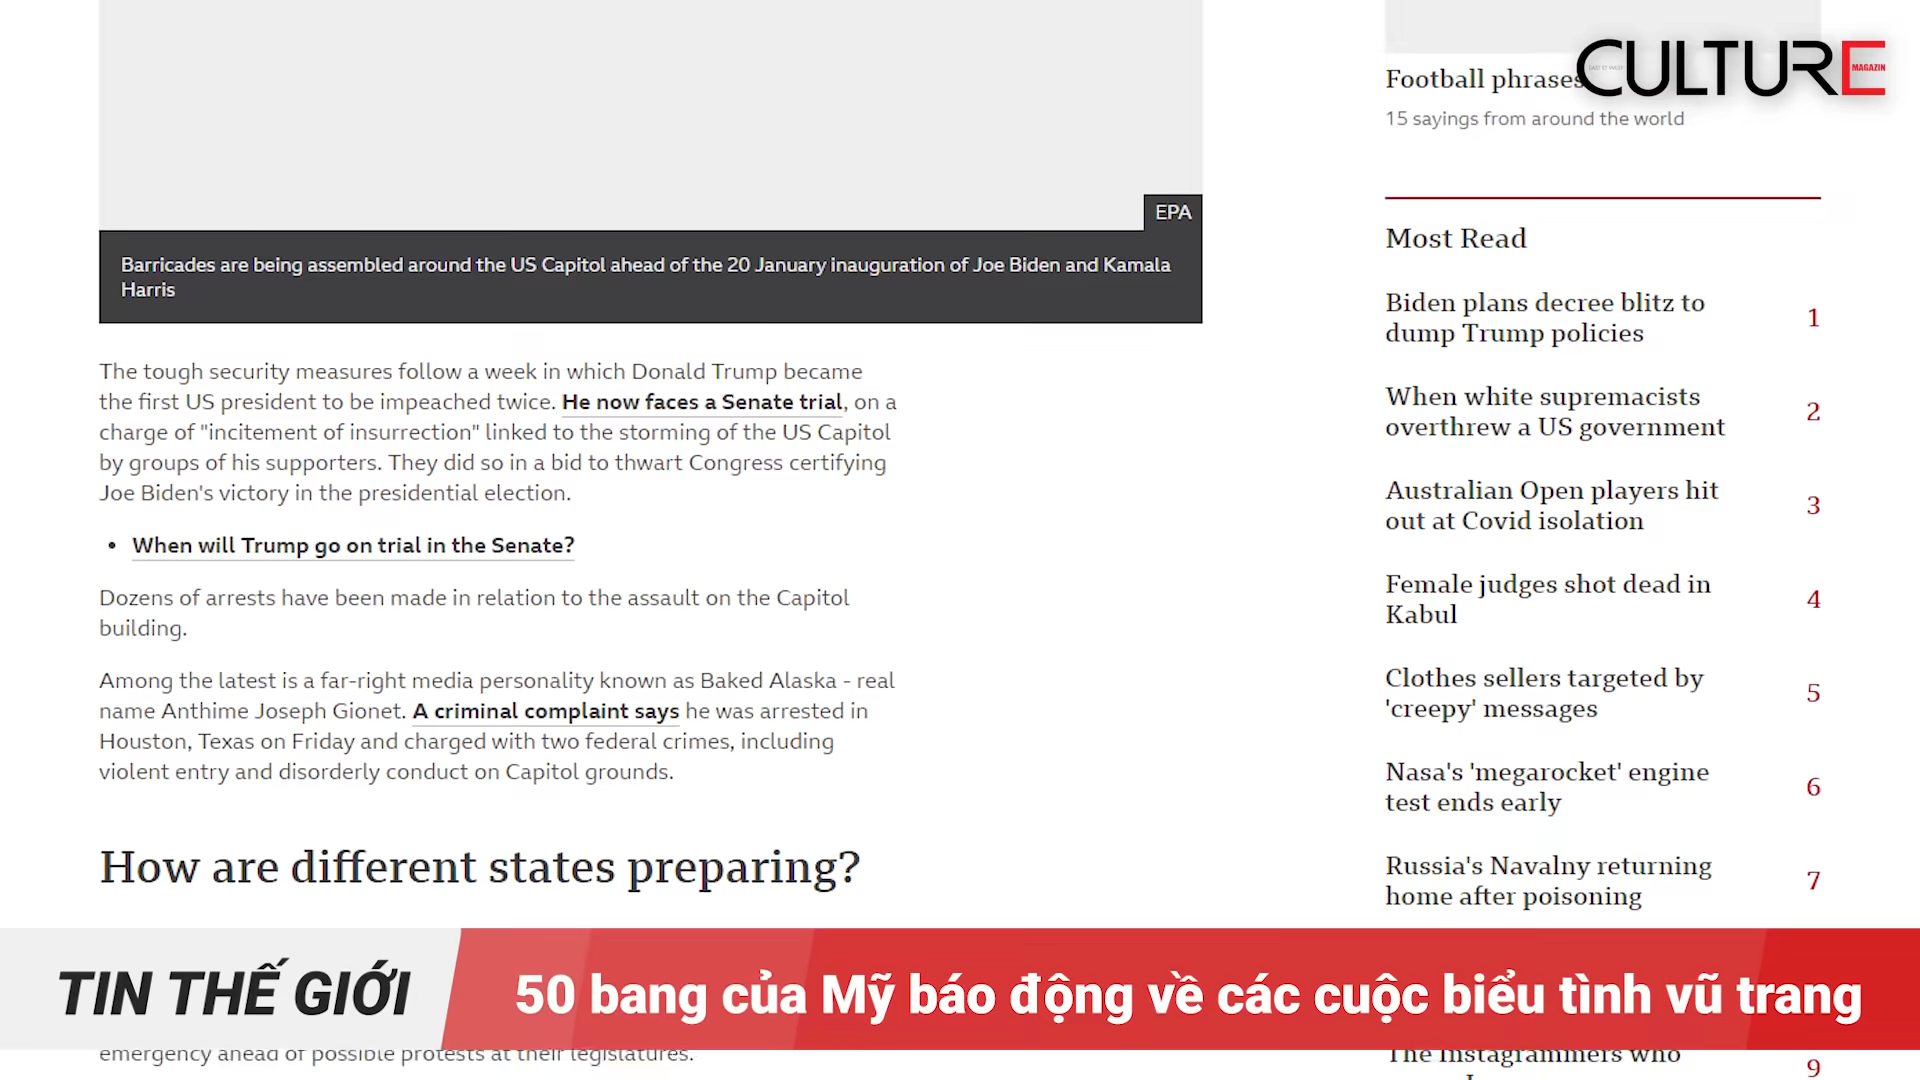 EPA
Barricades are being assembled around the US Capitol ahead of the 20 January inauguration of Joe Biden and Kamala
Harris
The tough security measures follow a week in which Donald Trump became
the first US president to be impeached twice. He now faces a Senate trial, on a
charge of "incitement of insurrection" linked to the storming of the US Capitol
by groups of his supporters. They did so in a bid to thwart Congress certifying
Joe Biden's victory in the presidential election.
• When will Trump go on trial in the Senate?
Dozens of arrests have been made in relation to the assault on the Capitol
building.
Among the latest is a far-right media personality known as Baked Alaska - real
name Anthime Joseph Gionet. A criminal complaint says he was arrested in
Houston, Texas on Friday and charged with two federal crimes, including
violent entry and disorderly conduct on Capitol grounds.
How are different states preparing?
emergency ahead of possible protests at their legislatures.
CULTURE
MAGAZIN
Football phrases
15 sayings from around the world
Most Read
Biden plans decree blitz to
dump Trump policies
1
When white supremacists
overthrew a US government
2
Australian Open players hit
out at Covid isolation
3
Female judges shot dead in
Kabul
4
Clothes sellers targeted by
'creepy' messages
5
Nasa's 'megarocket' engine
test ends early
6
Russia's Navalny returning
home after poisoning
7
The Instagrammers who
9
TIN THẾ GIỚI
50 bang của Mỹ báo động về các cuộc biểu tình vũ trang